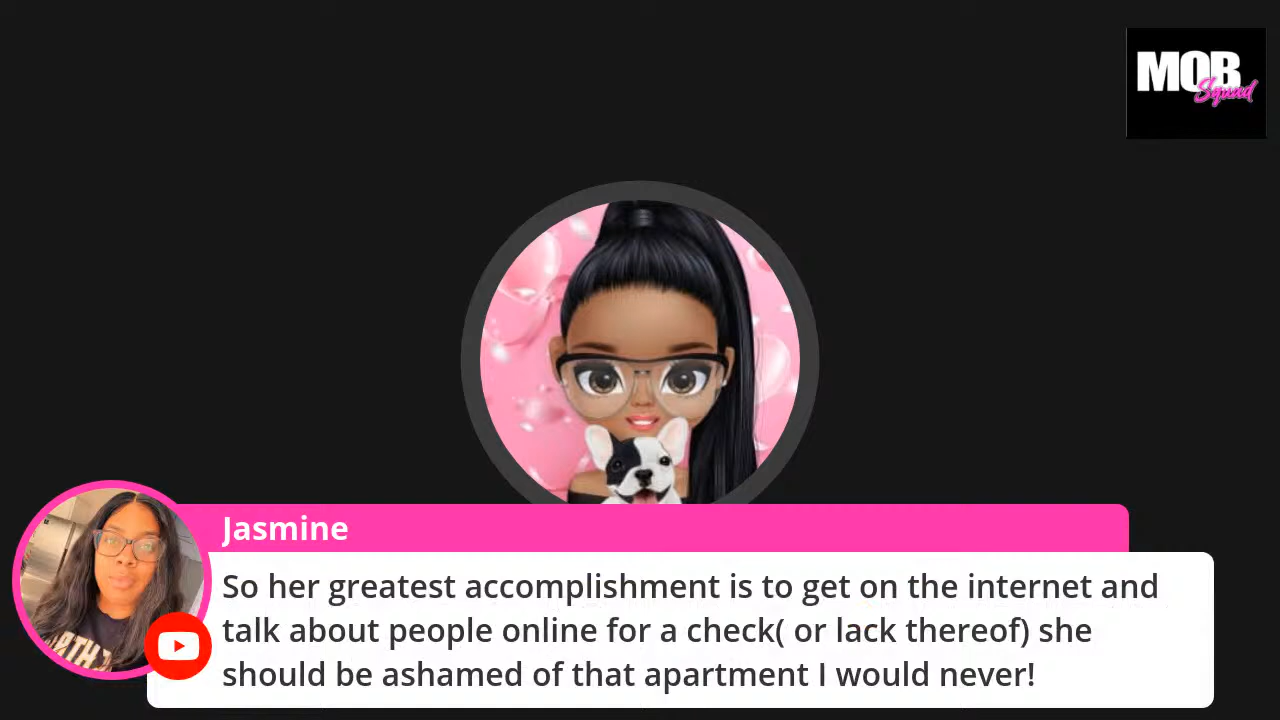 MOB
Squad
Jasmine
So her greatest accomplishment is to get on the internet and
talk about people online for a check( or lack thereof) she
should be ashamed of that apartment I would never!